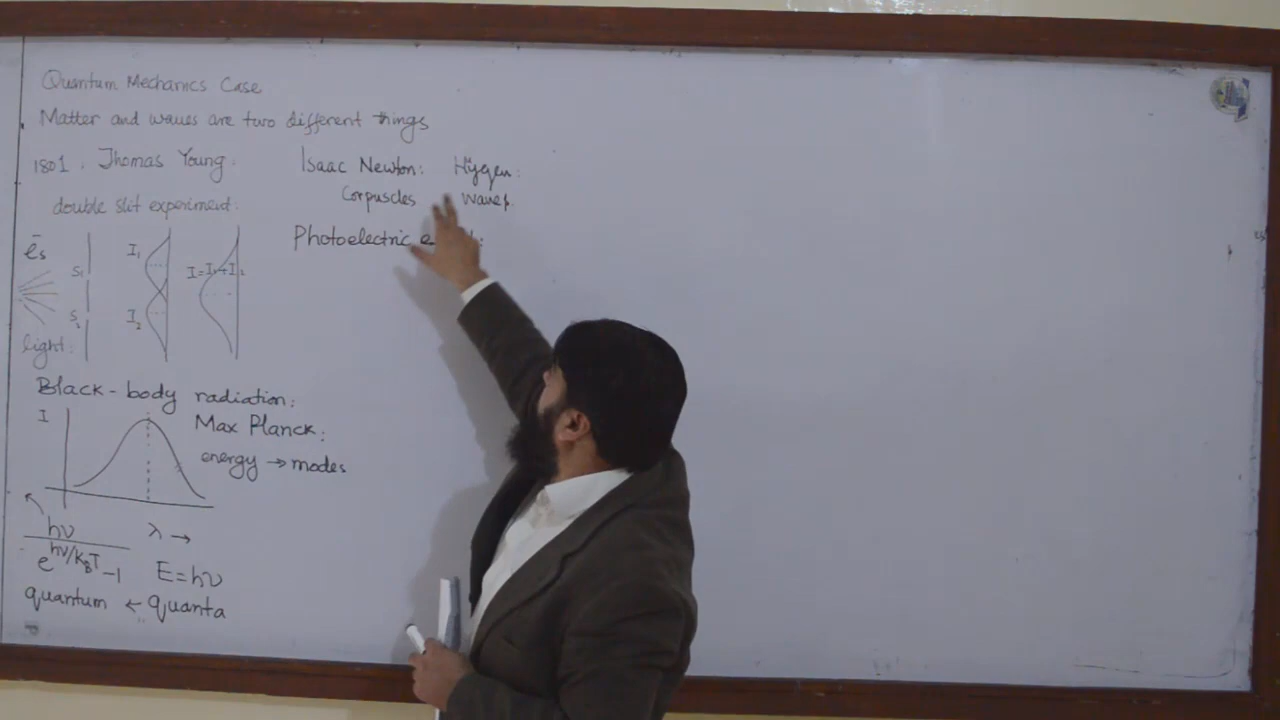 Quantum Mechanics Case
Matter and waves are two different things
1801. Thomas Young.
double slit experiment:
ēs
S1
S2
light:
I1
I2
I=I1+I2
Black-body radiation:
I
Max Planck:
energy → modes
λ →
hν
e^hν/kBT -1
E=hν
quantum ← quanta
Isaac Newton: Hygen:
Corpuscles waves.
Photoelectric